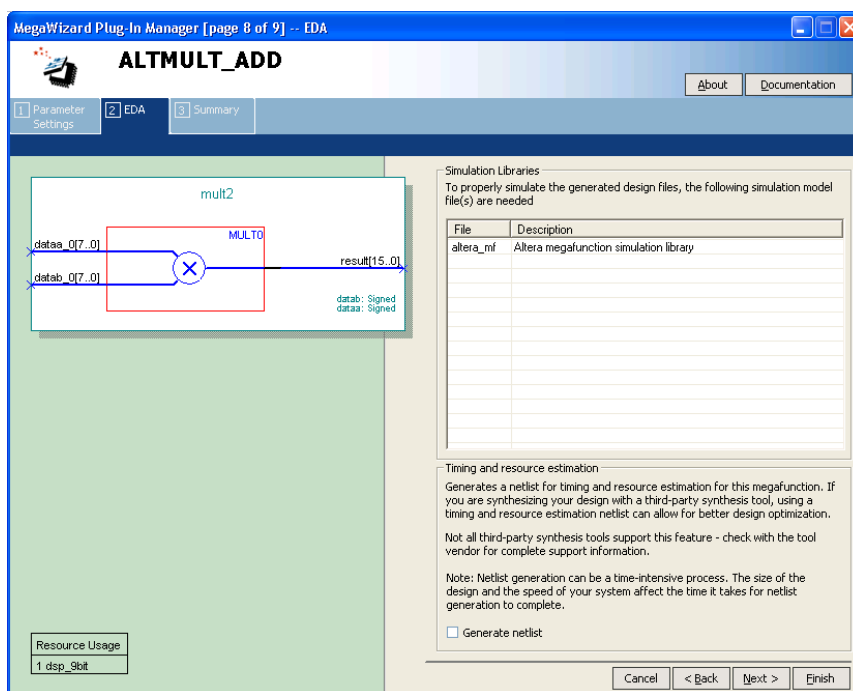 MegaWizard Plug-In Manager [page 8 of 9] -- EDA
ALTMULT_ADD
About
Documentation
1 Parameter
Settings
2 EDA
3 Summary
mult2
MULT0
dataa_0[7..0]
result[15..0]
datab_0[7..0]
datab: Signed
dataa: Signed
Resource Usage
1 dsp_9bit
Simulation Libraries
To properly simulate the generated design files, the following simulation model
file(s) are needed
File Description
altera_mf Altera megafunction simulation library
Timing and resource estimation
Generates a netlist for timing and resource estimation for this megafunction. If
you are synthesizing your design with a third-party synthesis tool, using a
timing and resource estimation netlist can allow for better design optimization.
Not all third-party synthesis tools support this feature - check with the tool
vendor for complete support information.
Note: Netlist generation can be a time-intensive process. The size of the
design and the speed of your system affect the time it takes for netlist
generation to complete.
Generate netlist
Cancel
< Back
Next >
Finish